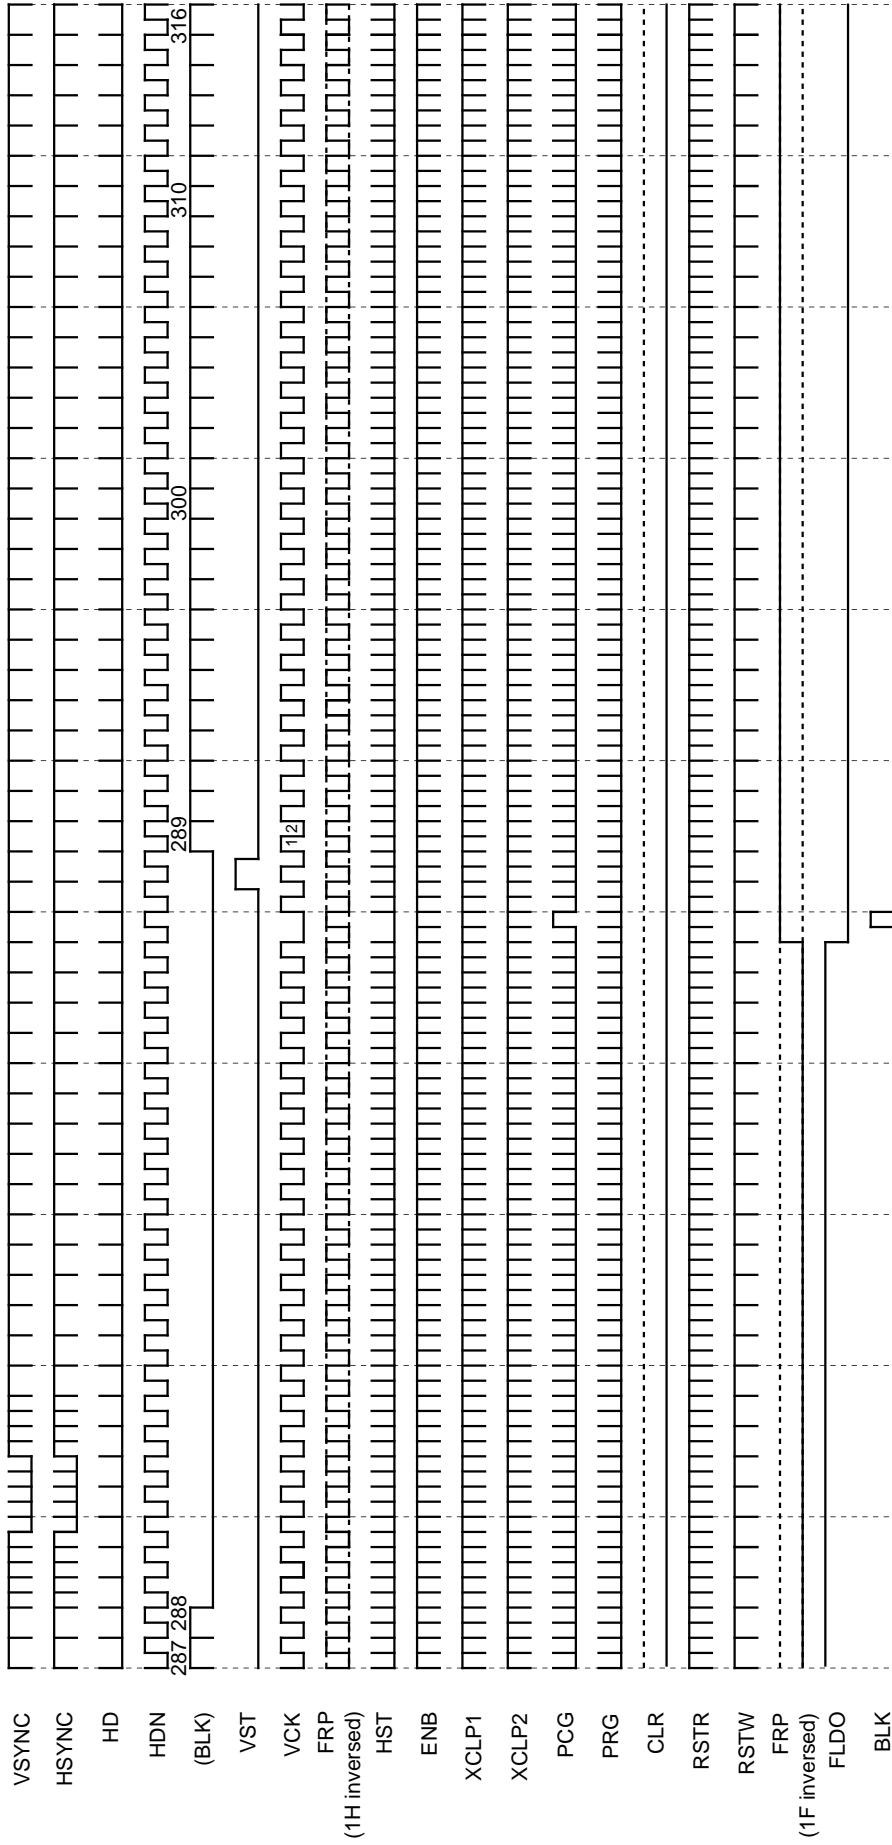 VSYNC
HSYNC
HD
HDN
287 288 289 300 310 316
(BLK)
VST
VCK
1 2
FRP
(1H inversed)
HST
ENB
XCLP1
XCLP2
PCG
PRG
CLR
RSTR
RSTW
FRP
(1F inversed)
FLDO
BLK